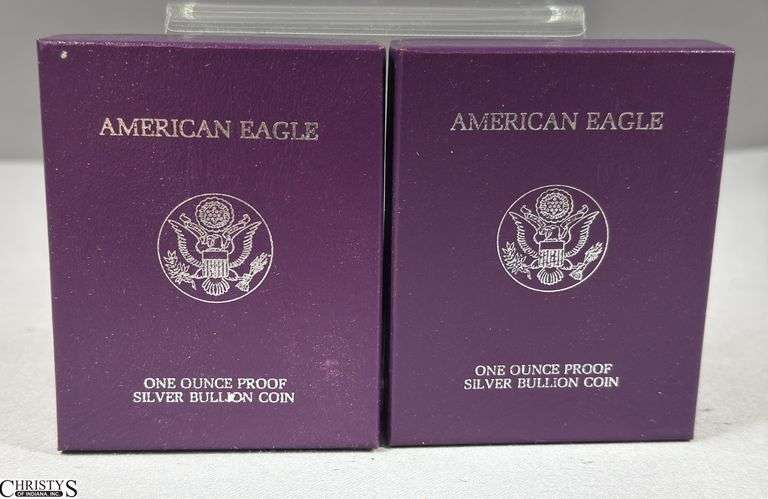 AMERICAN EAGLE
ONE OUNCE PROOF
SILVER BULLION COIN
AMERICAN EAGLE
ONE OUNCE PROOF
SILVER BULLION COIN
CHRISTY'S
OF INDIANA, INC.